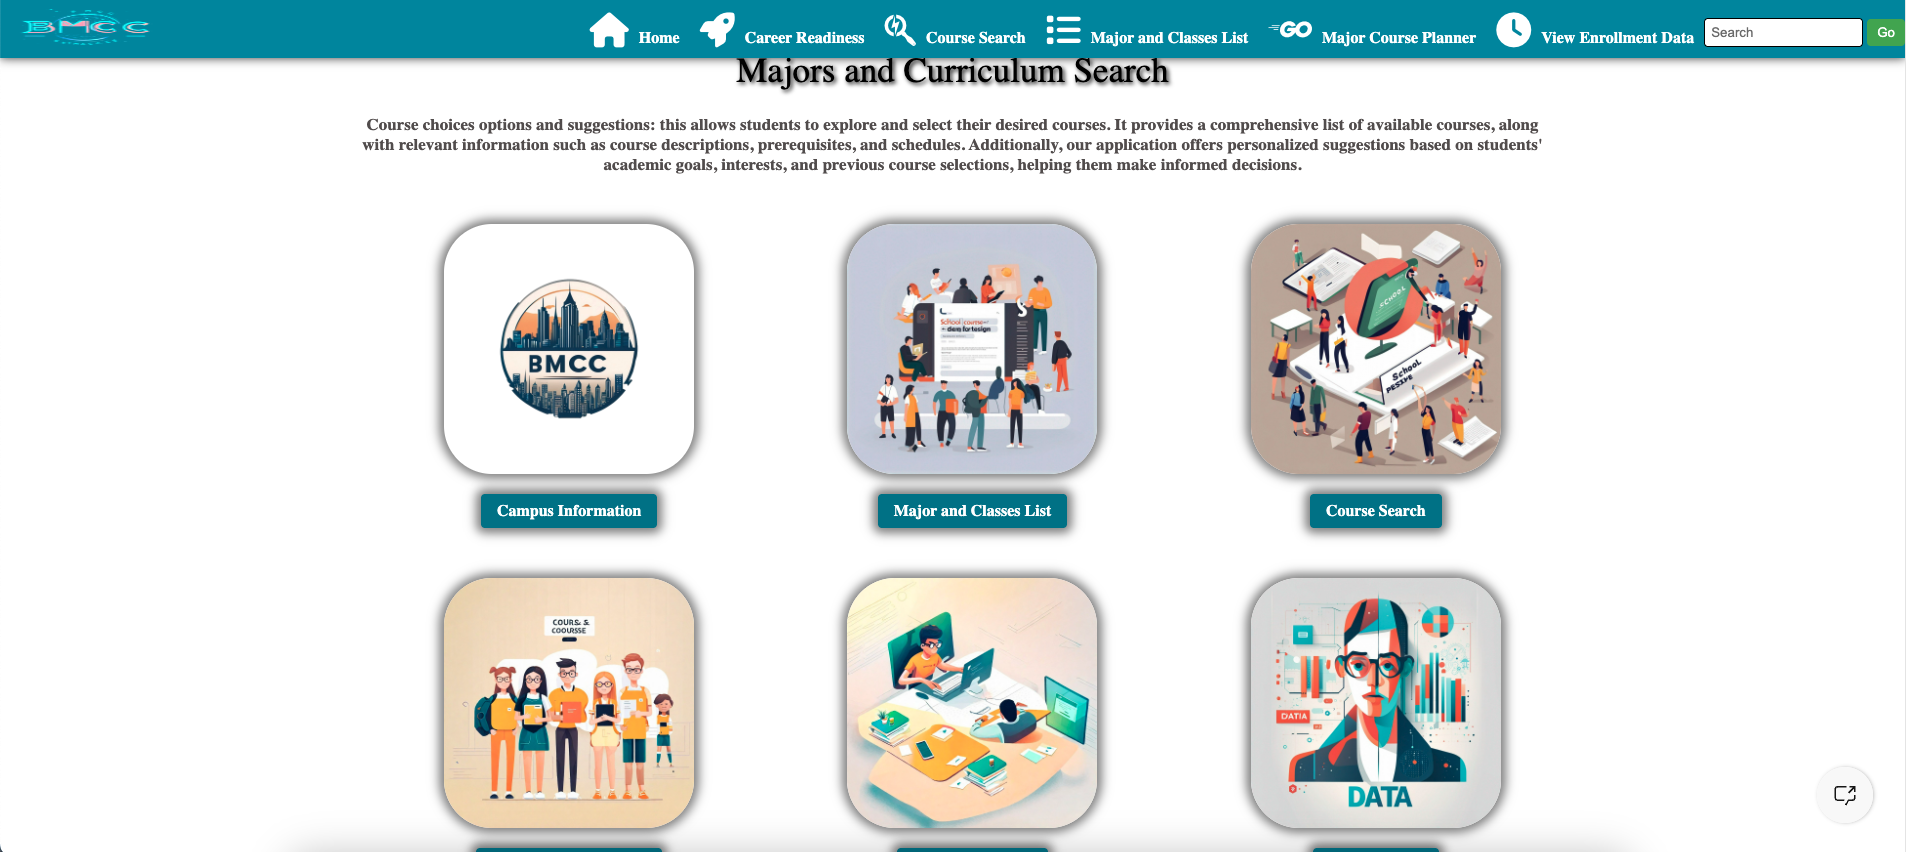 BMCC
Home
Career Readiness
Course Search
Major and Classes List
GO
Major Course Planner
View Enrollment Data
Search
Go
Majors and Curriculum Search
Course choices options and suggestions: this allows students to explore and select their desired courses. It provides a comprehensive list of available courses, along
with relevant information such as course descriptions, prerequisites, and schedules. Additionally, our application offers personalized suggestions based on students'
academic goals, interests, and previous course selections, helping them make informed decisions.
BMCC
School course
SCHOOL
School
Campus Information
Major and Classes List
Course Search
COURS &
COOURSSE
DATIA
DATA